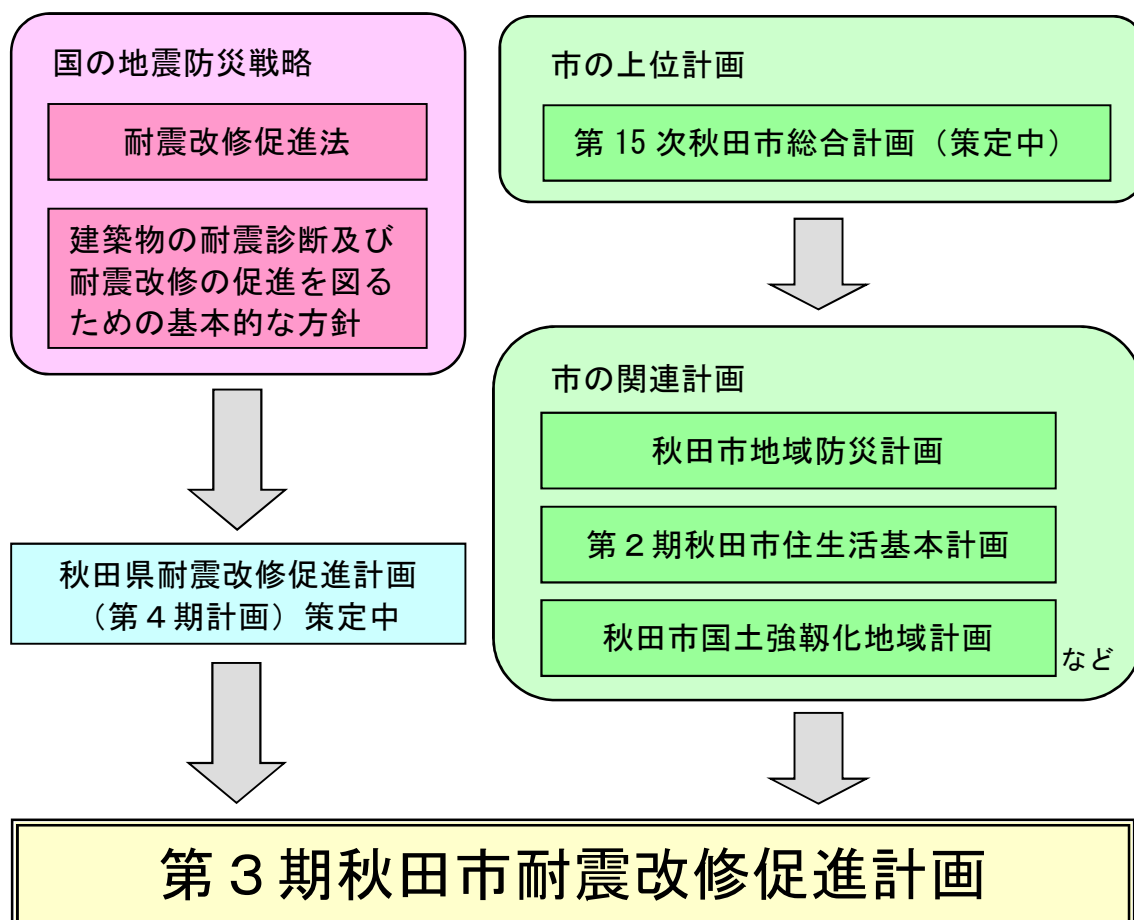 国の地震防災戦略
耐震改修促進法
建築物の耐震診断及び
耐震改修の促進を図る
ための基本的な方針
秋田県耐震改修促進計画
（第４期計画）策定中
市の上位計画
第 15 次秋田市総合計画（策定中）
市の関連計画
秋田市地域防災計画
第２期秋田市住生活基本計画
秋田市国土強靱化地域計画
など
第３期秋田市耐震改修促進計画